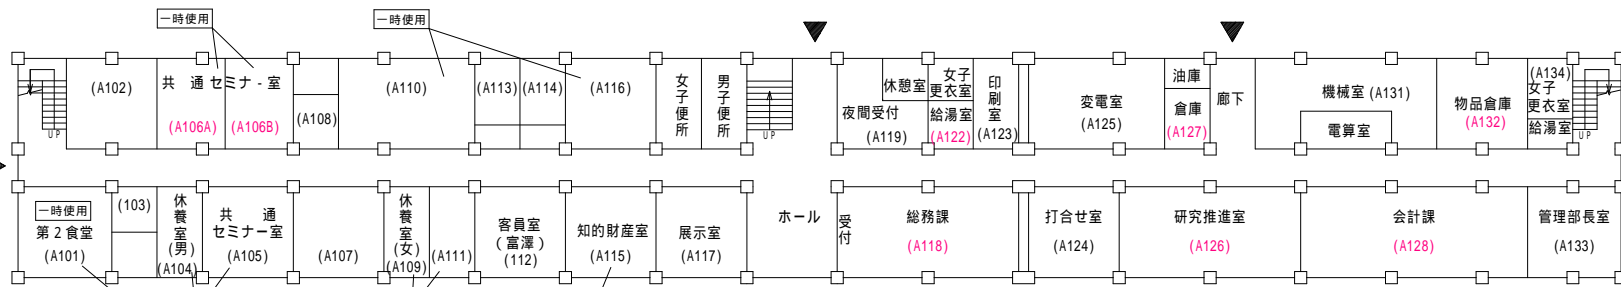 一時使用
一時使用
(A102)
共 通 セミナ-室
(A106A)
(A106B)
(A108)
(A110)
(A113)
(A114)
(A116)
女子便所
男子便所
UP
UP
休憩室
女子
更衣室
給湯室
(A122)
夜間受付
(A119)
印刷室
(A123)
変電室
(A125)
油庫
倉庫
(A127)
廊下
機械室 (A131)
電算室
物品倉庫
(A132)
(A134)
女子
更衣室
給湯室
UP
一時使用
第２食堂
(A101)
(103)
休養室(男)
(A104)
共 通
セミナー室
(A105)
(A107)
休養室(女)
(A109)
(A111)
客員室
(富澤)
(112)
知的財産室
(A115)
展示室
(A117)
ホール
受付
総務課
(A118)
打合せ室
(A124)
研究推進室
(A126)
会計課
(A128)
管理部長室
(A133)